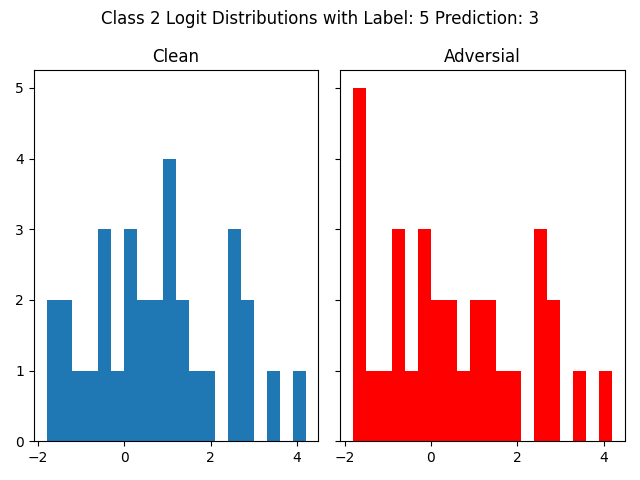 Class 2 Logit Distributions with Label: 5 Prediction: 3
Clean
Adversial
5
4
3
2
1
0
−2 0 2 4
−2 0 2 4